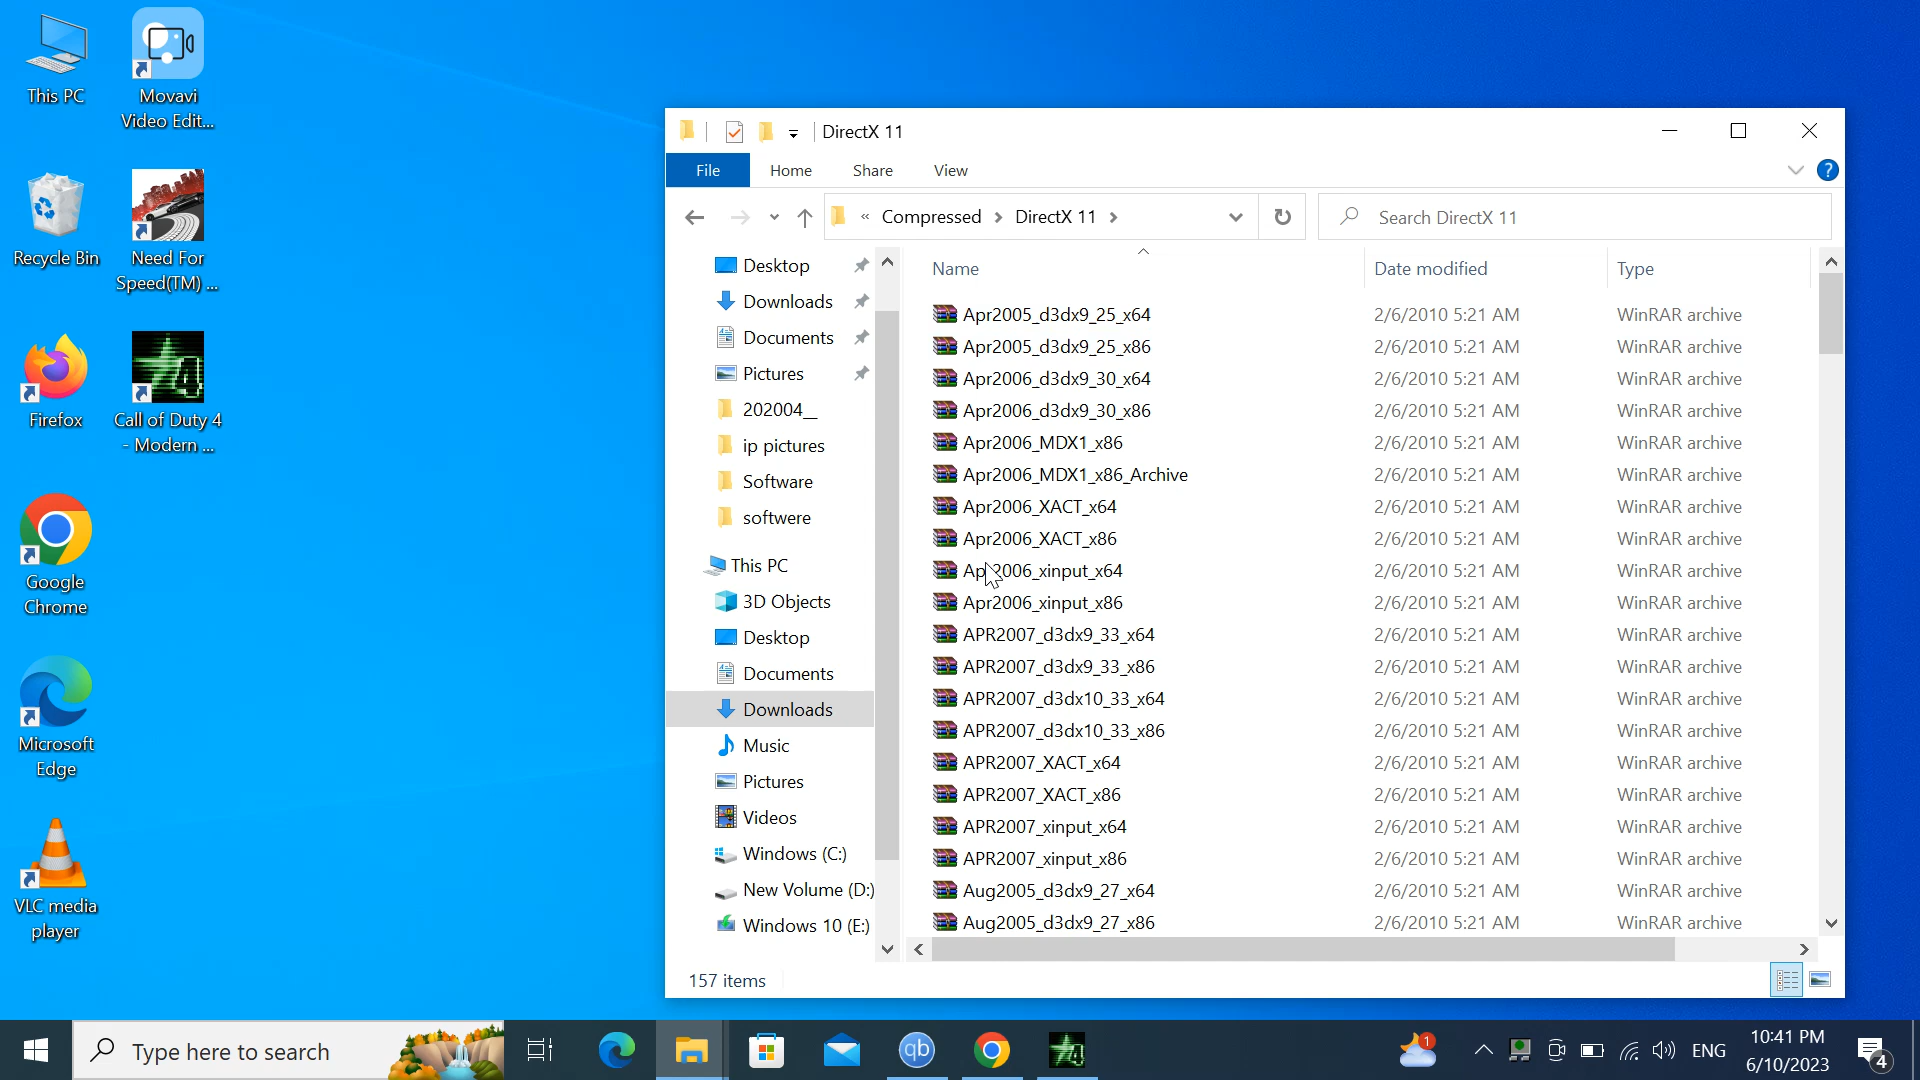 This PC
Movavi
Video Edit...
Recycle Bin
Need For
Speed(TM) ...
Firefox
Call of Duty 4
- Modern ...
Google
Chrome
Microsoft
Edge
VLC media
player
DirectX 11
File
Home
Share
View
?
« Compressed > DirectX 11 >
Search DirectX 11
Desktop
Downloads
Documents
Pictures
202004__
ip pictures
Software
softwere
This PC
3D Objects
Desktop
Documents
Downloads
Music
Pictures
Videos
Windows (C:)
New Volume (D:)
Windows 10 (E:)
Name Date modified Type
Apr2005_d3dx9_25_x64 2/6/2010 5:21 AM WinRAR archive
Apr2005_d3dx9_25_x86 2/6/2010 5:21 AM WinRAR archive
Apr2006_d3dx9_30_x64 2/6/2010 5:21 AM WinRAR archive
Apr2006_d3dx9_30_x86 2/6/2010 5:21 AM WinRAR archive
Apr2006_MDX1_x86 2/6/2010 5:21 AM WinRAR archive
Apr2006_MDX1_x86_Archive 2/6/2010 5:21 AM WinRAR archive
Apr2006_XACT_x64 2/6/2010 5:21 AM WinRAR archive
Apr2006_XACT_x86 2/6/2010 5:21 AM WinRAR archive
Apr2006_xinput_x64 2/6/2010 5:21 AM WinRAR archive
Apr2006_xinput_x86 2/6/2010 5:21 AM WinRAR archive
APR2007_d3dx9_33_x64 2/6/2010 5:21 AM WinRAR archive
APR2007_d3dx9_33_x86 2/6/2010 5:21 AM WinRAR archive
APR2007_d3dx10_33_x64 2/6/2010 5:21 AM WinRAR archive
APR2007_d3dx10_33_x86 2/6/2010 5:21 AM WinRAR archive
APR2007_XACT_x64 2/6/2010 5:21 AM WinRAR archive
APR2007_XACT_x86 2/6/2010 5:21 AM WinRAR archive
APR2007_xinput_x64 2/6/2010 5:21 AM WinRAR archive
APR2007_xinput_x86 2/6/2010 5:21 AM WinRAR archive
Aug2005_d3dx9_27_x64 2/6/2010 5:21 AM WinRAR archive
Aug2005_d3dx9_27_x86 2/6/2010 5:21 AM WinRAR archive
157 items
Type here to search
qb
4
1
ENG
10:41 PM
6/10/2023
4